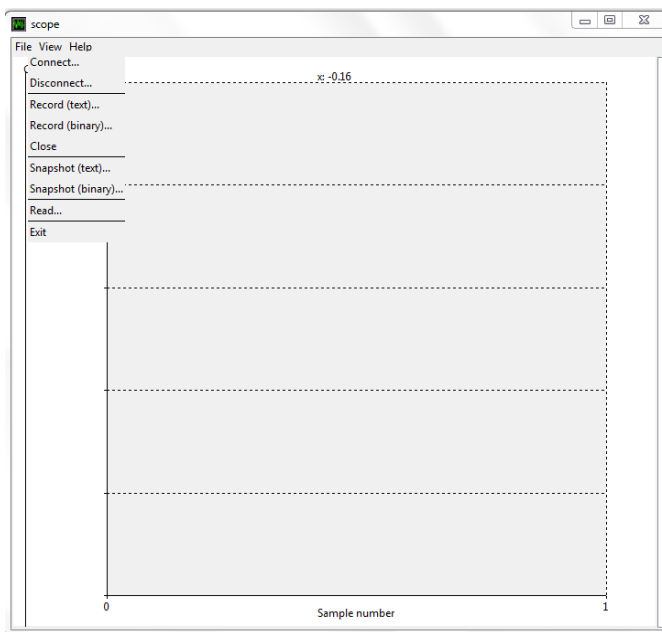 scope
File View Help
Connect...
Disconnect...
Record (text)...
Record (binary)...
Close
Snapshot (text)...
Snapshot (binary)...
Read...
Exit
x: -0.16
0
1
Sample number